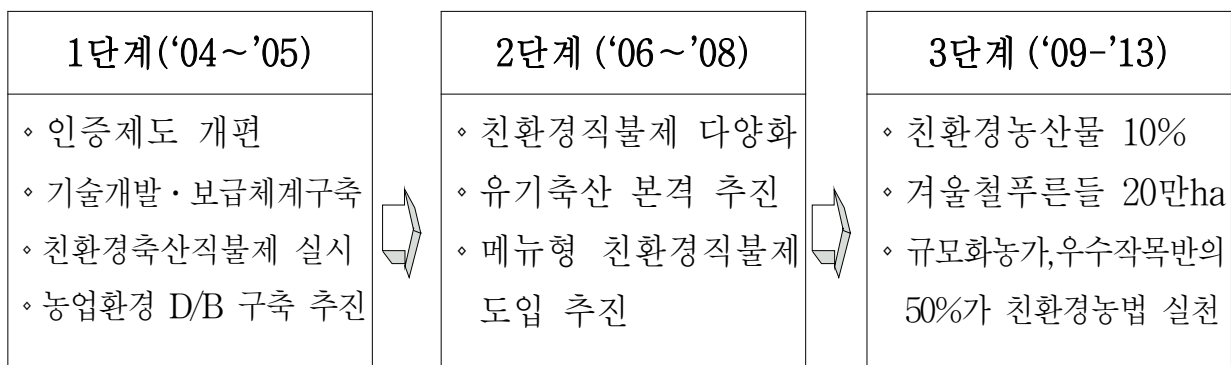 1단계(‘04～’05)
◦ 인증제도 개편
◦ 기술개발・보급체계구축
◦ 친환경축산직불제 실시
◦ 농업환경 D/B 구축 추진
2단계 (‘06～’08)
◦ 친환경직불제 다양화
◦ 유기축산 본격 추진
◦ 메뉴형 친환경직불제
도입 추진
3단계 (‘09-’13)
◦ 친환경농산물 10%
◦ 겨울철푸른들 20만ha
◦ 규모화농가,우수작목반의
50%가 친환경농법 실천